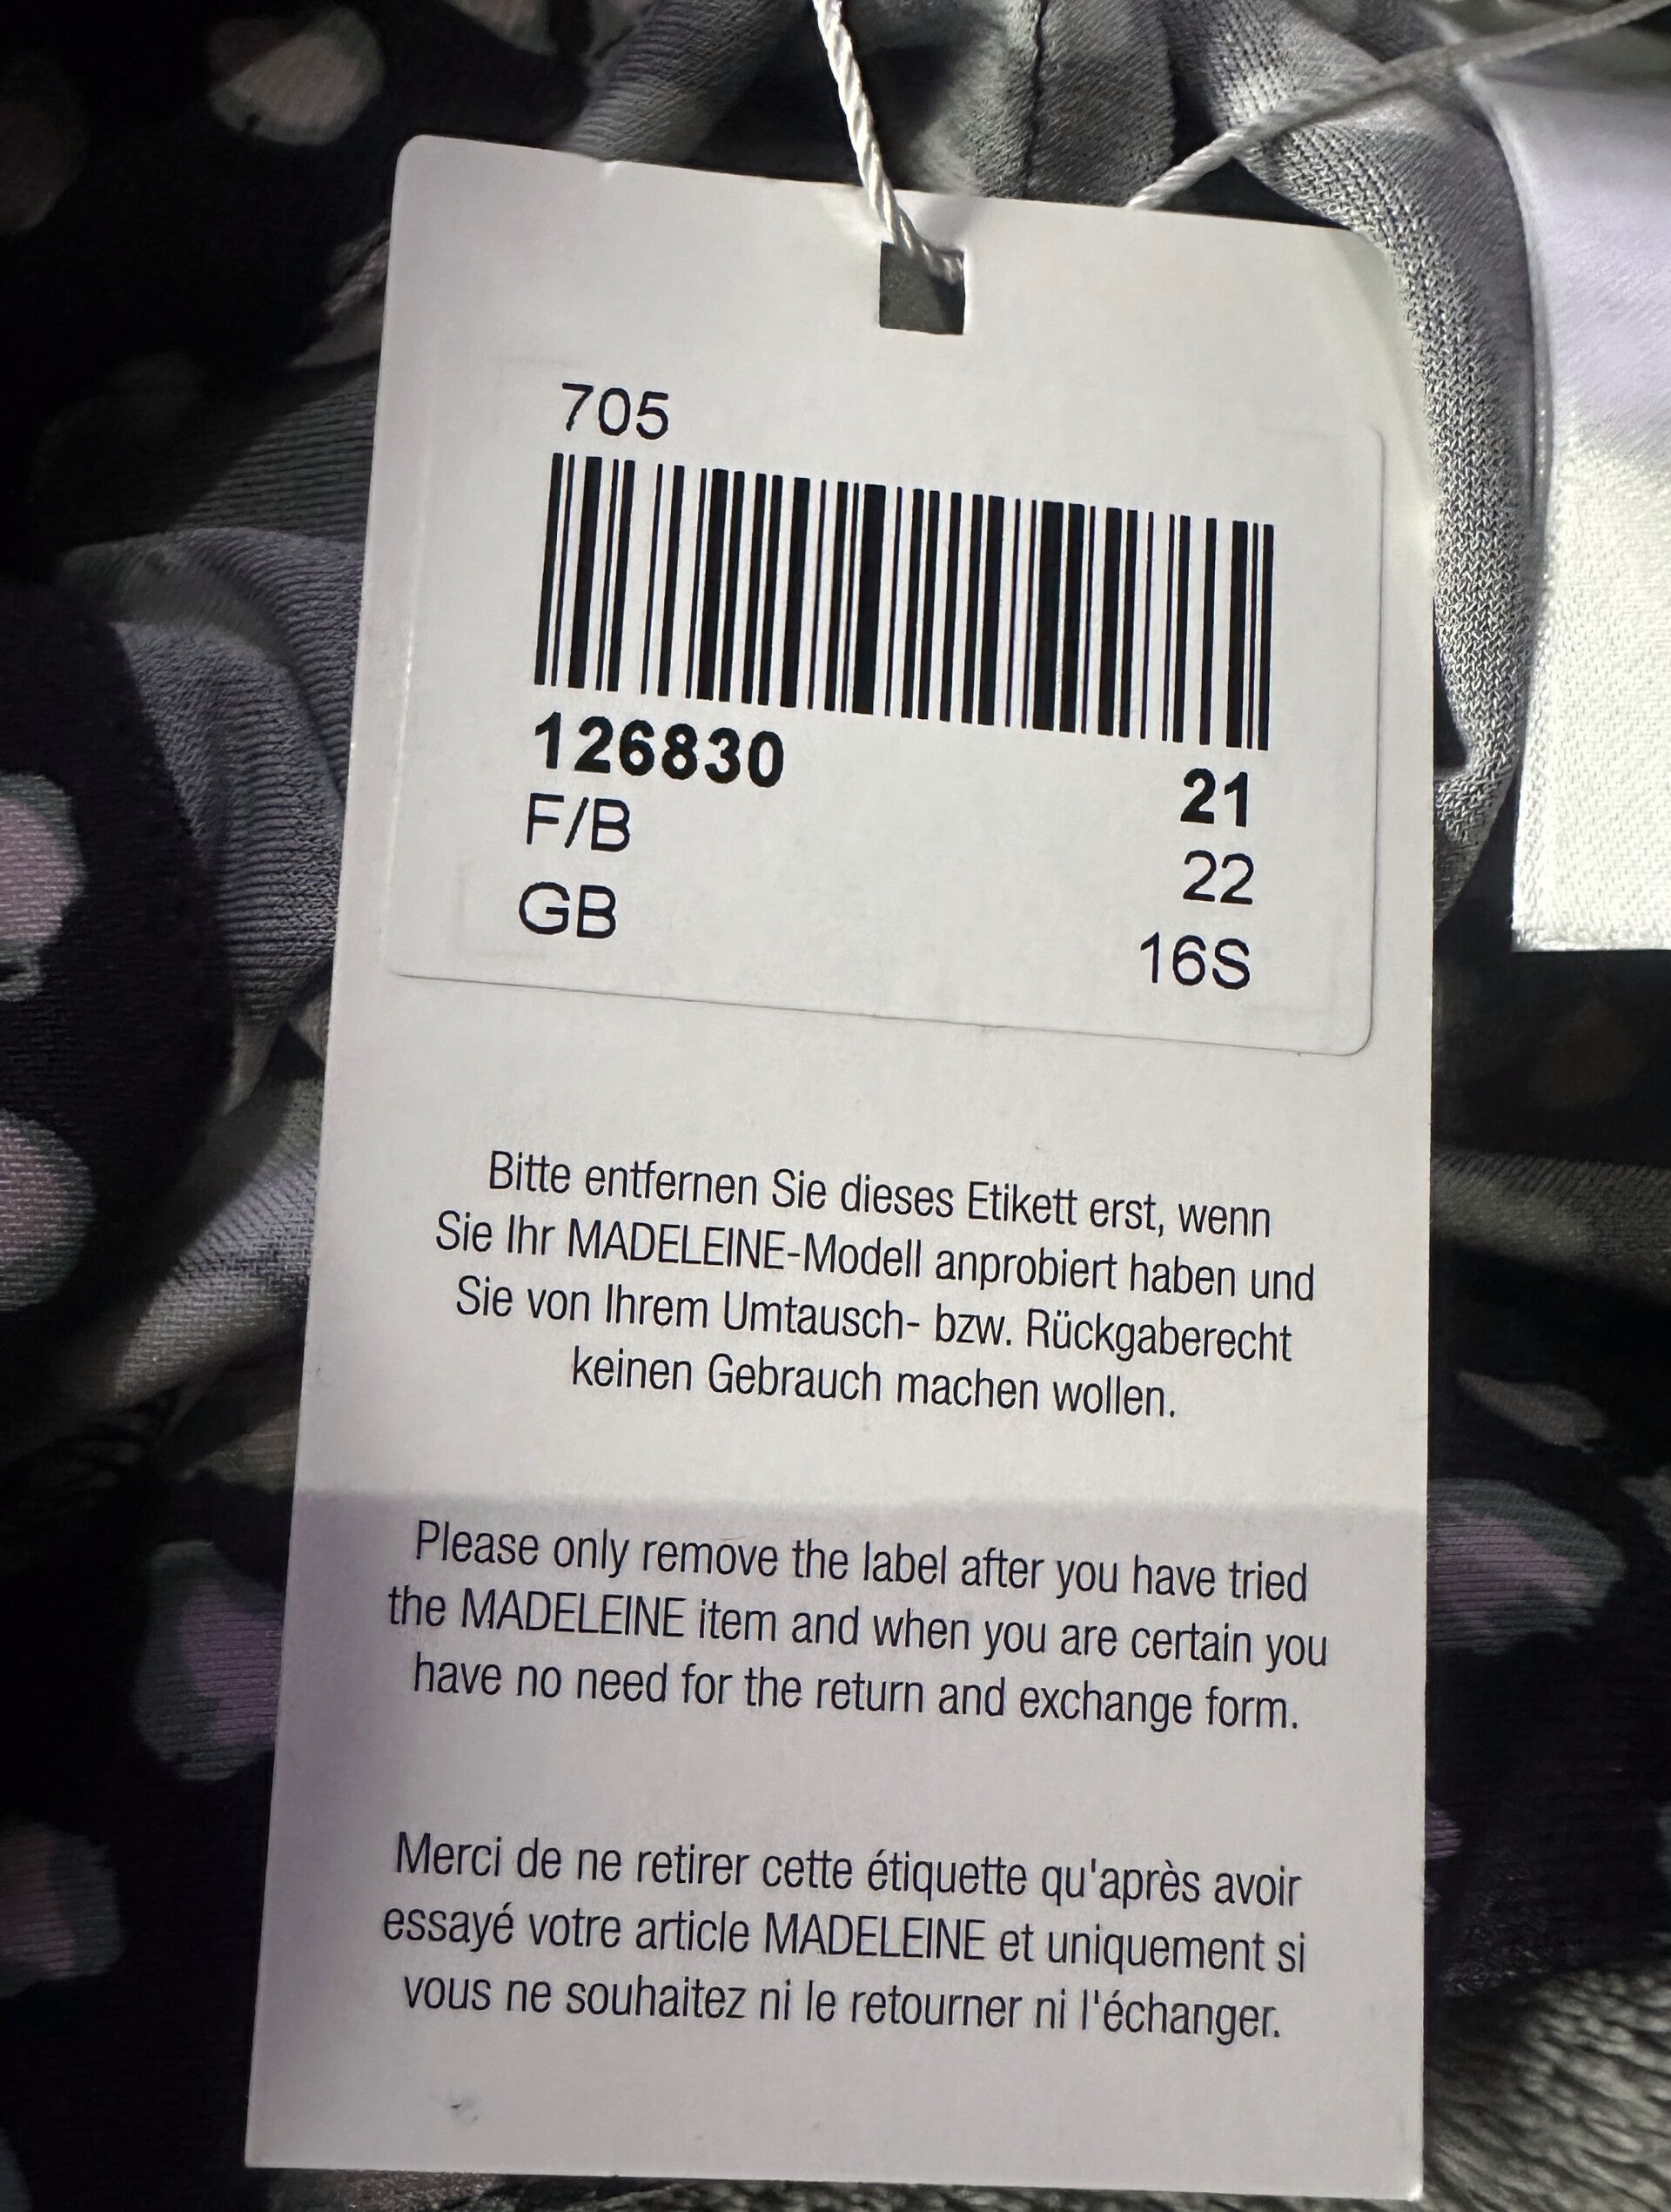 705
126830 21
F/B 22
GB 16S
Bitte entfernen Sie dieses Etikett erst, wenn
Sie Ihr MADELEINE-Modell anprobiert haben und
Sie von Ihrem Umtausch- bzw. Rückgaberecht
keinen Gebrauch machen wollen.
Please only remove the label after you have tried
the MADELEINE item and when you are certain you
have no need for the return and exchange form.
Merci de ne retirer cette étiquette qu'après avoir
essayé votre article MADELEINE et uniquement si
vous ne souhaitez ni le retourner ni l'échanger.